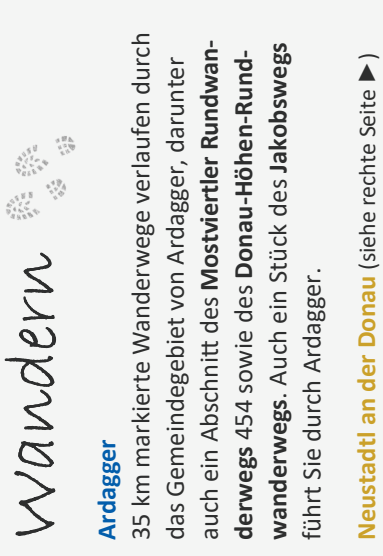 Wandern
Ardagger
35 km markierte Wanderwege verlaufen durch
das Gemeindegebiet von Ardagger, darunter
auch ein Abschnitt des Mostviertler Rundwan-
derwegs 454 sowie des Donau-Höhen-Rund-
wanderwegs. Auch ein Stück des Jakobswegs
führt Sie durch Ardagger.
Neustadtl an der Donau (siehe rechte Seite ►)